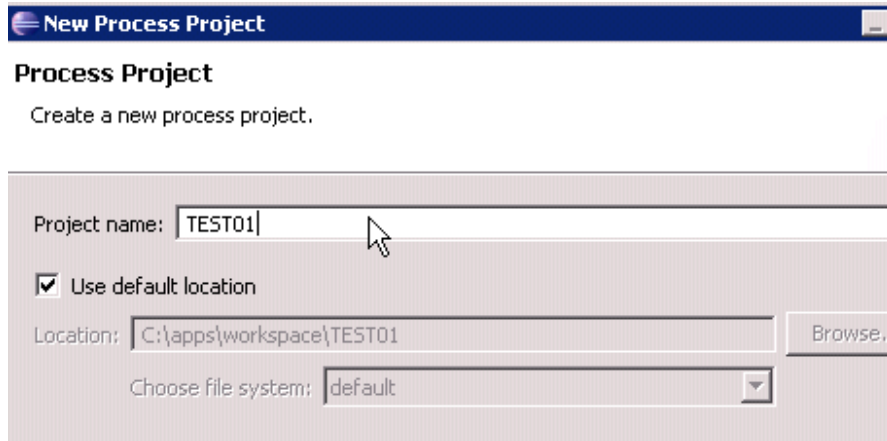 New Process Project
Process Project
Create a new process project.
Project name: TEST01
Use default location
Location: C:\apps\workspace\TEST01 Browse.
Choose file system: default